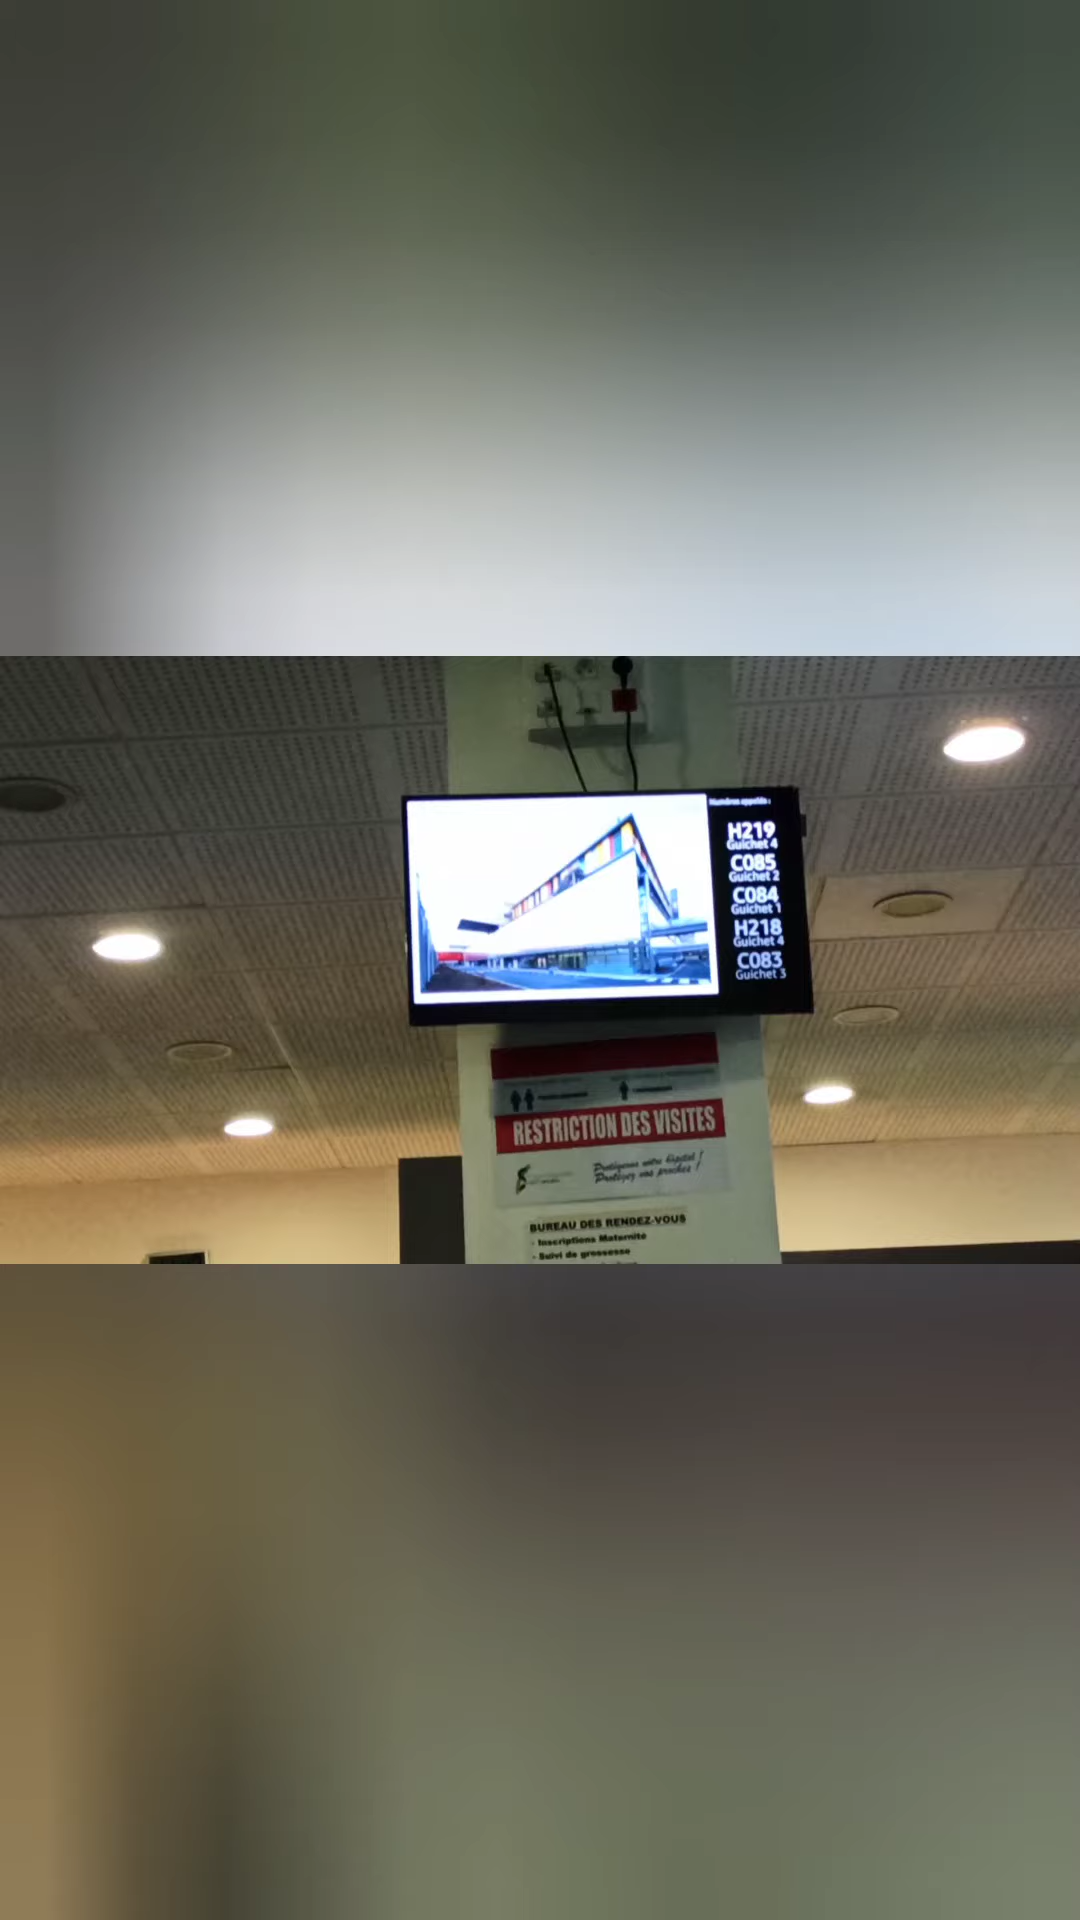 Numéros appelés :
H219
Guichet 4
C085
Guichet 2
C084
Guichet 1
H218
Guichet 4
C083
Guichet 3
RESTRICTION DES VISITES
Protégeons notre hôpital !
Protégez vos proches !
BUREAU DES RENDEZ-VOUS
- Inscriptions Maternité
- Suivi de grossesse